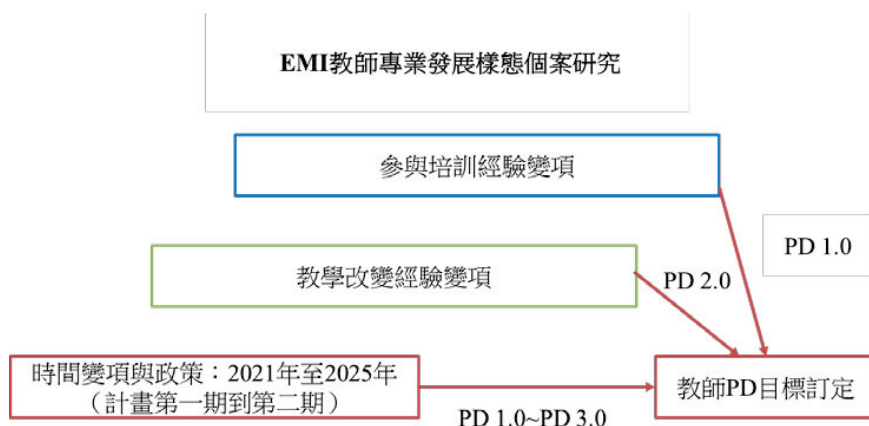 EMI教師專業發展樣態個案研究
參與培訓經驗變項
PD 1.0
教學改變經驗變項
PD 2.0
時間變項與政策：2021年至2025年
（計畫第一期到第二期）
教師PD目標訂定
PD 1.0~PD 3.0